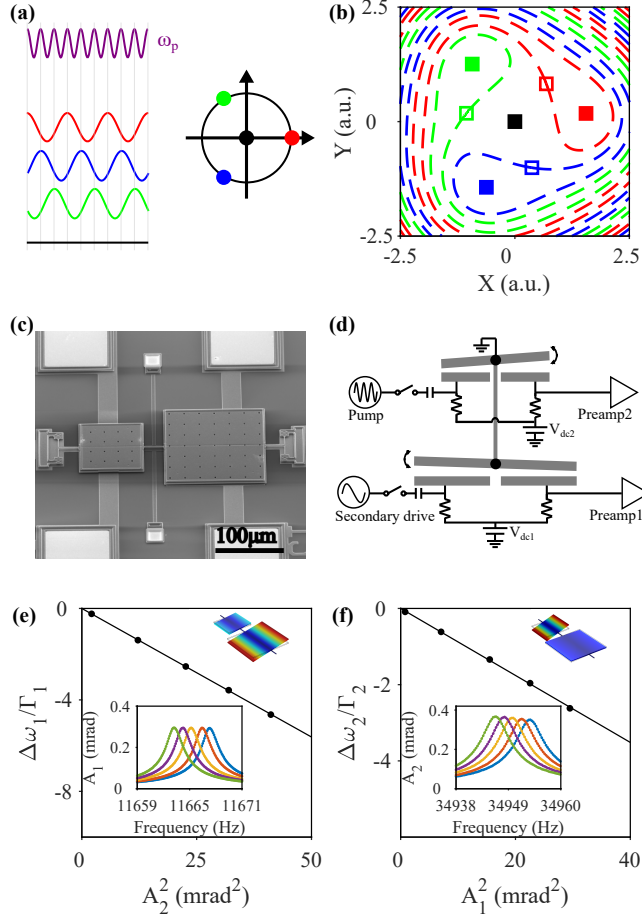 (a)
ω_p
(b)
2.5
0
-2.5
Y (a.u.)
-2.5
0
2.5
X (a.u.)
(c)
100μm
(d)
Pump
V_dc2
Preamp2
Secondary drive
V_dc1
Preamp1
(e)
0
-4
-8
Δω_1/Γ_1
0.4
0.2
0
A_1 (mrad)
11659 11665 11671
Frequency (Hz)
0
25
50
A_2^2 (mrad^2)
(f)
0
-2
-4
Δω_2/Γ_2
0.4
0.2
0
A_2 (mrad)
34938 34949 34960
Frequency (Hz)
0
20
40
A_1^2 (mrad^2)